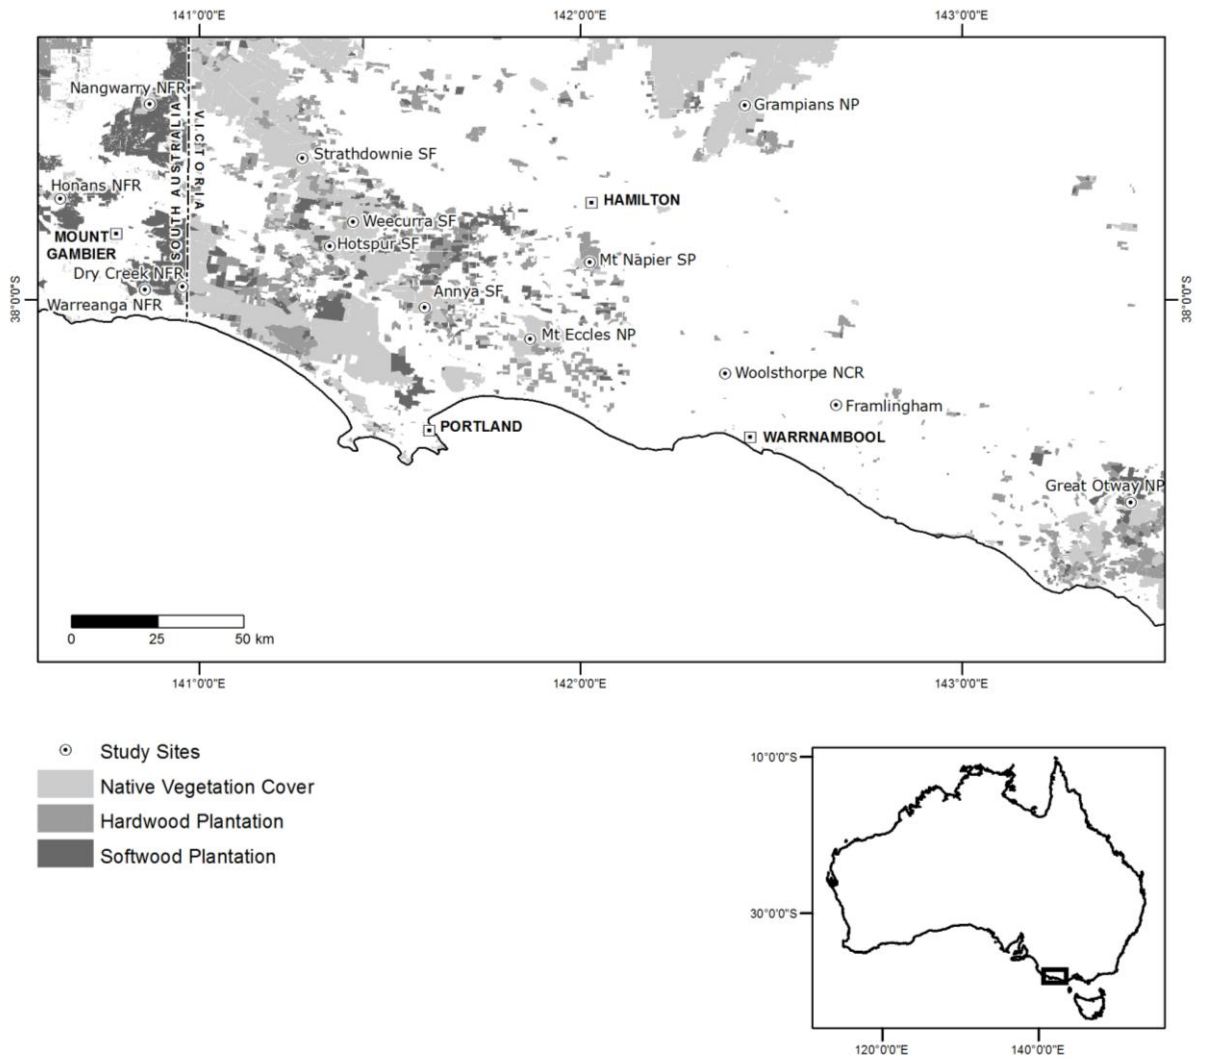 141°0'0"E
142°0'0"E
143°0'0"E
Nangwarry NFR
Grampians NP
SOUTH AUSTRALIA
VICTORIA
Strathdownie SF
Honans NFR
HAMILTON
Weecurra SF
MOUNT
GAMBIER
Hotspur SF
Mt Napier SP
Dry Creek NFR
Annya SF
38°0'0"S
38°0'0"S
Warreanga NFR
Mt Eccles NP
Woolsthorpe NCR
Framlingham
PORTLAND
WARRNAMBOOL
Great Otway NP
0 25 50 km
141°0'0"E
142°0'0"E
143°0'0"E
Study Sites
Native Vegetation Cover
Hardwood Plantation
Softwood Plantation
10°0'0"S
30°0'0"S
120°0'0"E
140°0'0"E